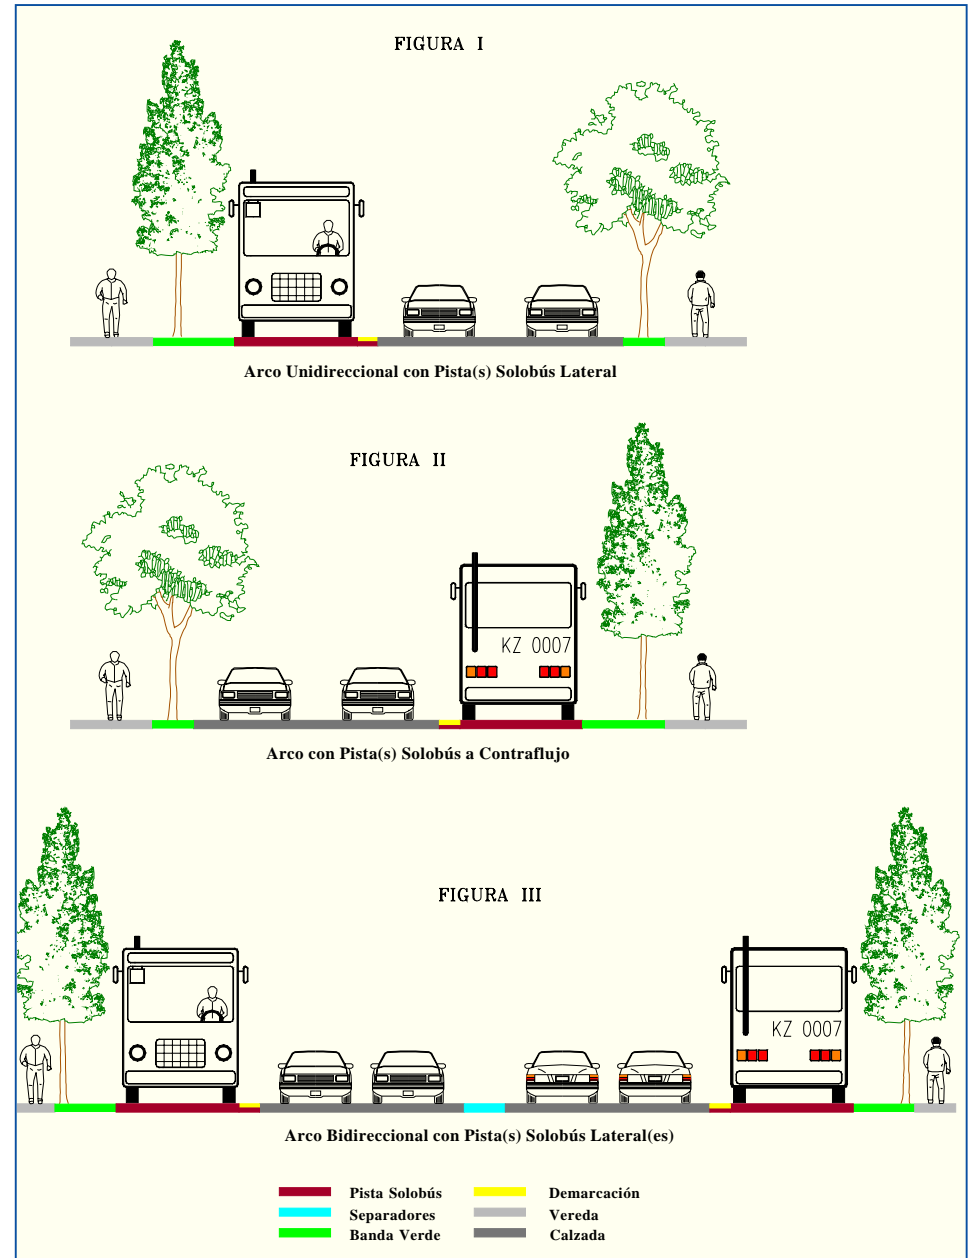 FIGURA I
Arco Unidireccional con Pista(s) Solobús Lateral
FIGURA II
KZ 0007
Arco con Pista(s) Solobús a Contraflujo
FIGURA III
KZ 0007
Arco Bidireccional con Pista(s) Solobús Lateral(es)
Pista Solobús
Demarcación
Separadores
Vereda
Banda Verde
Calzada